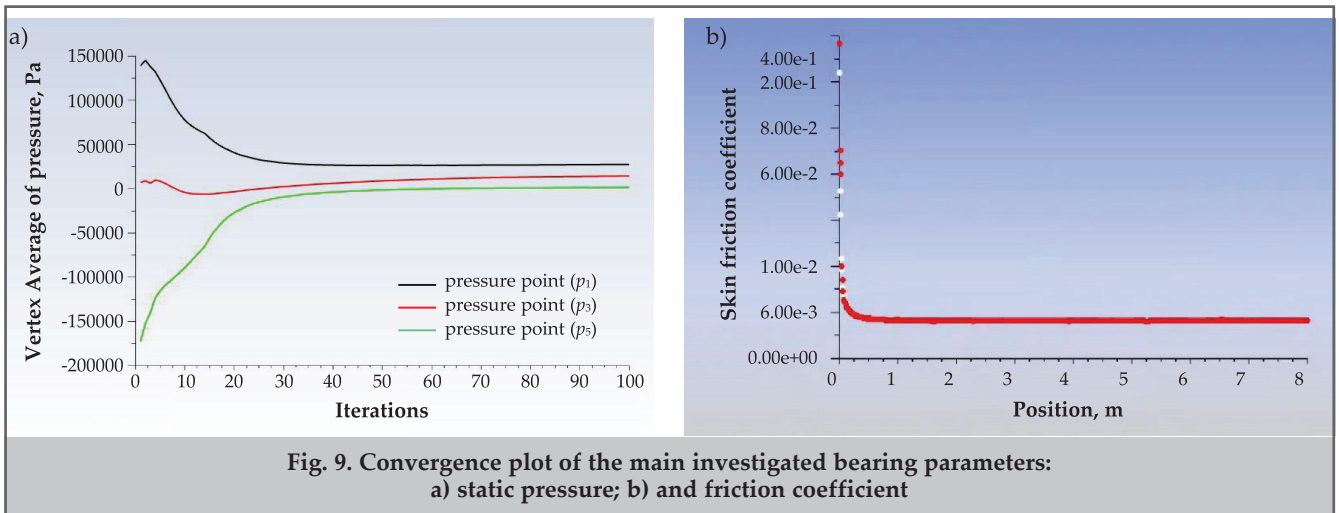 a)
Vertex Average of pressure, Pa
150000
100000
50000
0
-50000
-100000
-150000
-200000
pressure point (p₁)
pressure point (p₃)
pressure point (p₅)
0 10 20 30 40 50 60 70 80 90 100
Iterations
b)
Skin friction coefficient
4.00e-1
2.00e-1
8.00e-2
6.00e-2
1.00e-2
6.00e-3
0.00e+00
0 1 2 3 4 5 6 7 8
Position, m
Fig. 9. Convergence plot of the main investigated bearing parameters:
a) static pressure; b) and friction coefficient